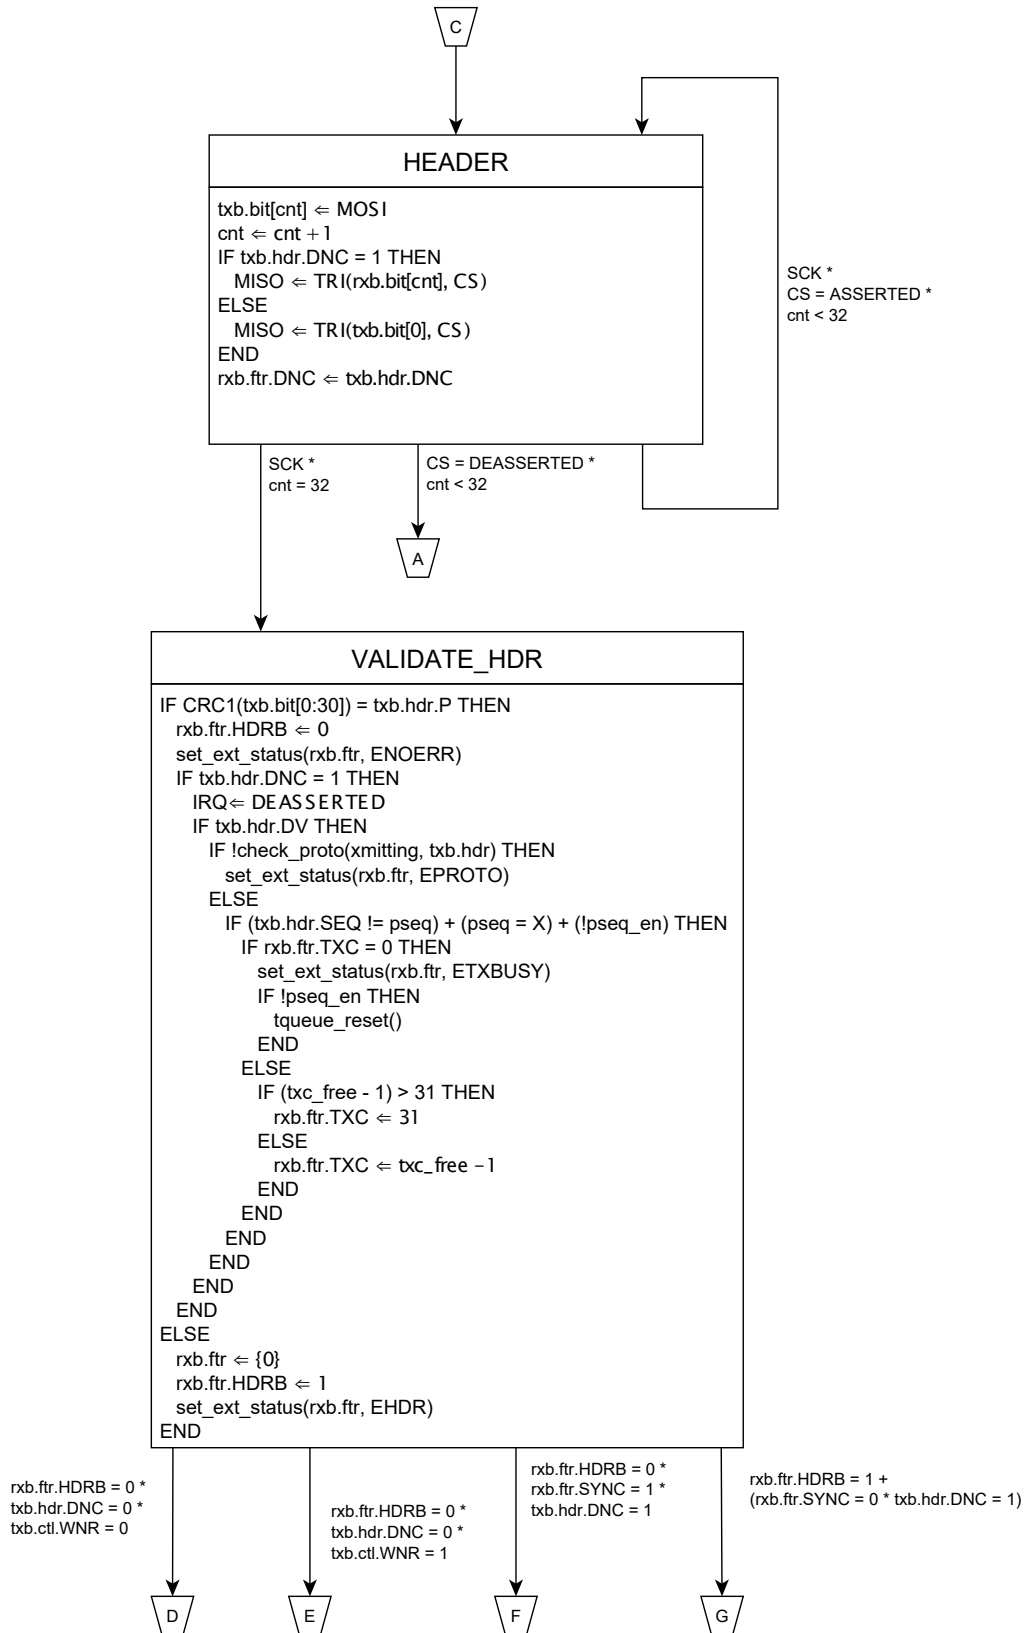 C
HEADER
txb.bit[cnt] ⇐ MOSI
cnt ⇐ cnt + 1
IF txb.hdr.DNC = 1 THEN
MISO ⇐ TRI(rxb.bit[cnt], CS)
ELSE
MISO ⇐ TRI(txb.bit[0], CS)
END
rxb.ftr.DNC ⇐ txb.hdr.DNC
SCK *
CS = ASSERTED *
cnt < 32
SCK *
cnt = 32
CS = DEASSERTED *
cnt < 32
A
VALIDATE_HDR
IF CRC1(txb.bit[0:30]) = txb.hdr.P THEN
rxb.ftr.HDRB ⇐ 0
set_ext_status(rxb.ftr, ENOERR)
IF txb.hdr.DNC = 1 THEN
IRQ⇐ DEASSERTED
IF txb.hdr.DV THEN
IF !check_proto(xmitting, txb.hdr) THEN
set_ext_status(rxb.ftr, EPROTO)
ELSE
IF (txb.hdr.SEQ != pseq) + (pseq = X) + (!pseq_en) THEN
IF rxb.ftr.TXC = 0 THEN
set_ext_status(rxb.ftr, ETXBUSY)
IF !pseq_en THEN
tqueue_reset()
END
ELSE
IF (txc_free - 1) > 31 THEN
rxb.ftr.TXC ⇐ 31
ELSE
rxb.ftr.TXC ⇐ txc_free −1
END
END
END
END
END
END
ELSE
rxb.ftr ⇐ {0}
rxb.ftr.HDRB ⇐ 1
set_ext_status(rxb.ftr, EHDR)
END
rxb.ftr.HDRB = 0 *
txb.hdr.DNC = 0 *
txb.ctl.WNR = 0
rxb.ftr.HDRB = 0 *
txb.hdr.DNC = 0 *
txb.ctl.WNR = 1
rxb.ftr.HDRB = 0 *
rxb.ftr.SYNC = 1 *
txb.hdr.DNC = 1
rxb.ftr.HDRB = 1 +
(rxb.ftr.SYNC = 0 * txb.hdr.DNC = 1)
D
E
F
G